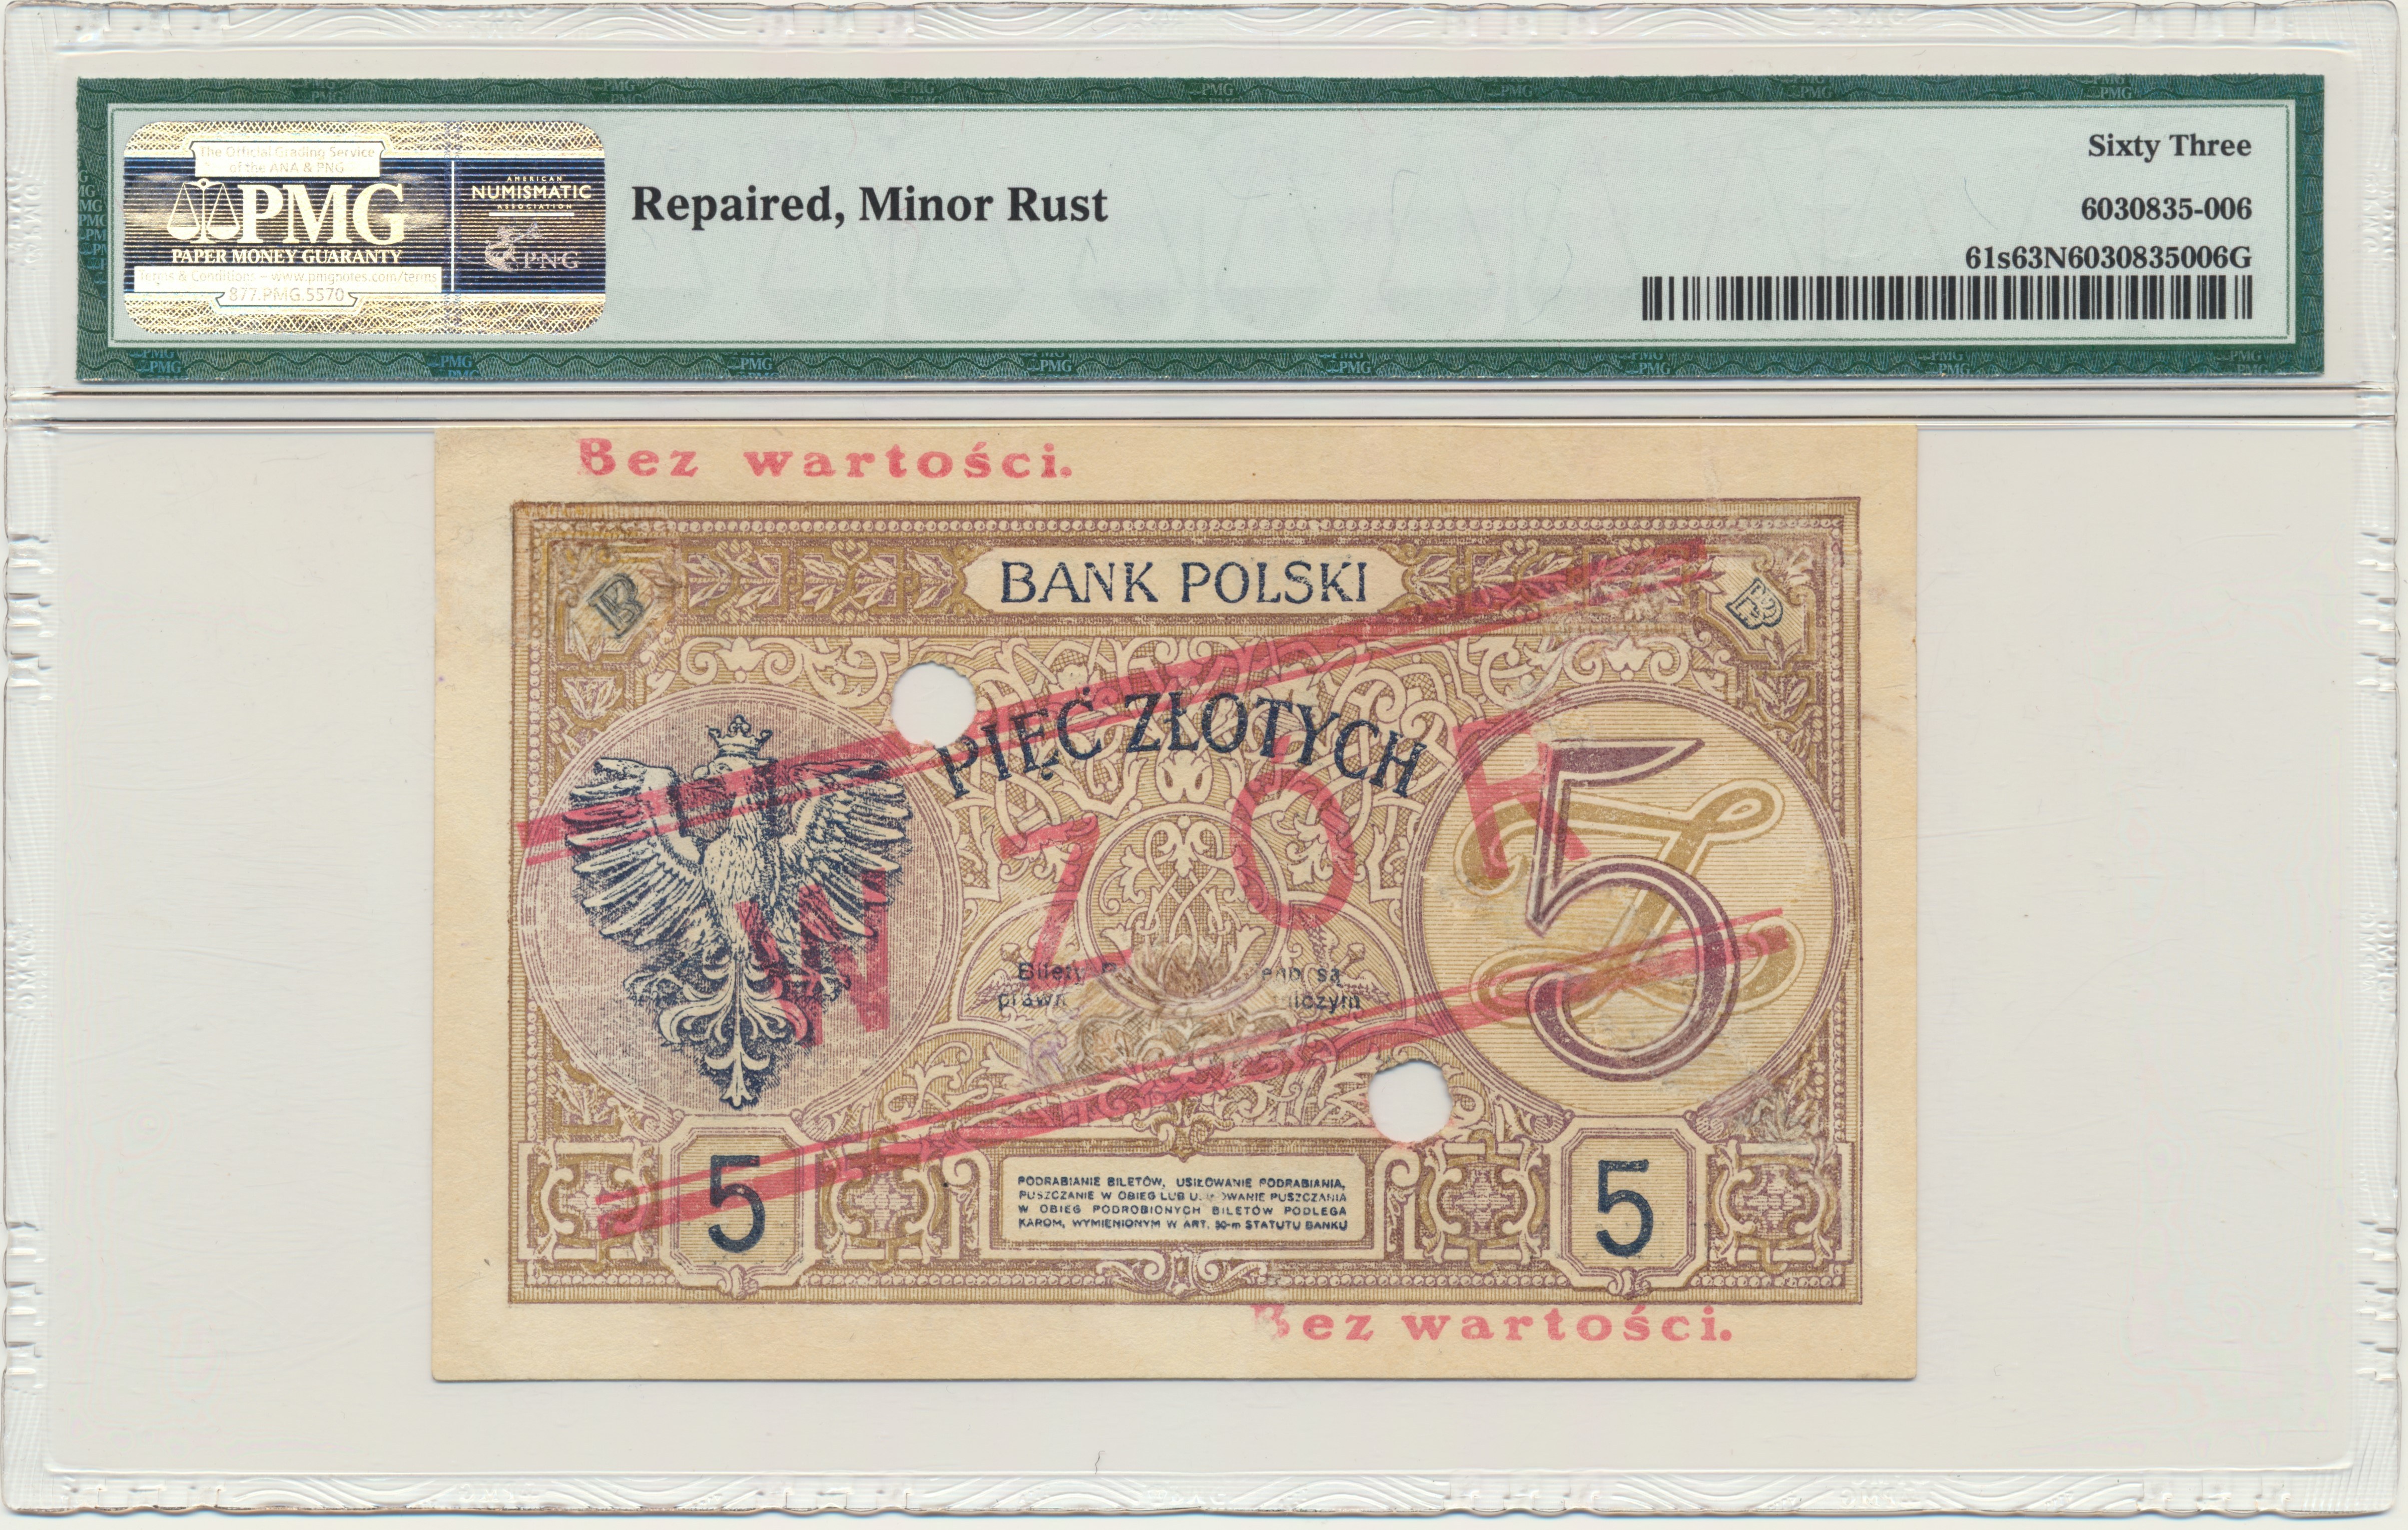 The Official Grading Service
of the ANA & PNG
PMG
PAPER MONEY GUARANTY
Terms & Conditions – www.pmgnotes.com/terms
877.PMG.5570
AMERICAN
NUMISMATIC
ASSOCIATION
PNG
Repaired, Minor Rust
Sixty Three
6030835-006
61s63N6030835006G
Bez wartości.
BANK POLSKI
PIĘĆ ZŁOTYCH
WZÓR
Bilety
są
5
5
5
PODRABIANIE BILETÓW, USIŁOWANIE PODRABIANIA,
PUSZCZANIE W OBIEG LUB PUSZCZANIA
W OBIEG PODROBIONYCH BILETÓW PODLEGA
KAROM, WYMIENIONYM W ART. 50-m STATUTU BANKU
Bez wartości.